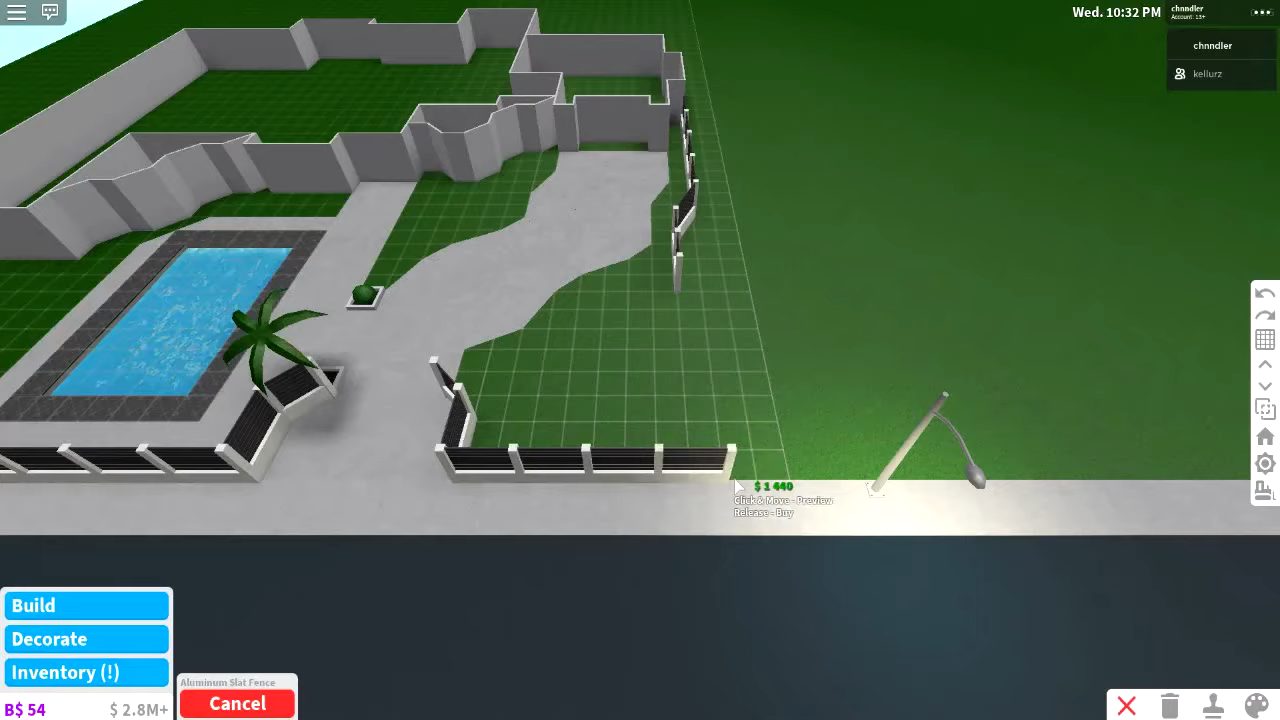 Wed. 10:32 PM
chnndler
Account: 13+
chnndler
kellurz
$ 1 440
Click & Move - Preview
Release - Buy
Build
Decorate
Inventory (!)
B$ 54
$ 2.8M+
Aluminum Slat Fence
Cancel